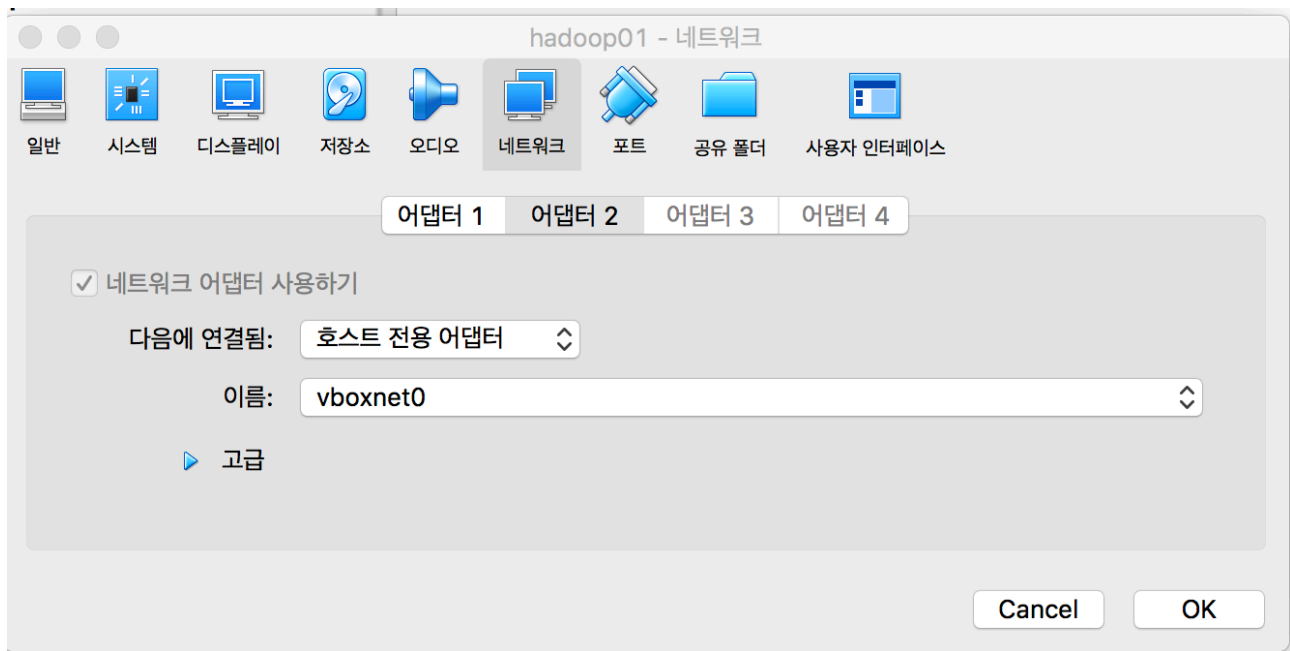 hadoop01 - 네트워크
일반 시스템 디스플레이 저장소 오디오 네트워크 포트 공유 폴더 사용자 인터페이스
어댑터 1 어댑터 2 어댑터 3 어댑터 4
네트워크 어댑터 사용하기
다음에 연결됨: 호스트 전용 어댑터
이름: vboxnet0
고급
Cancel OK